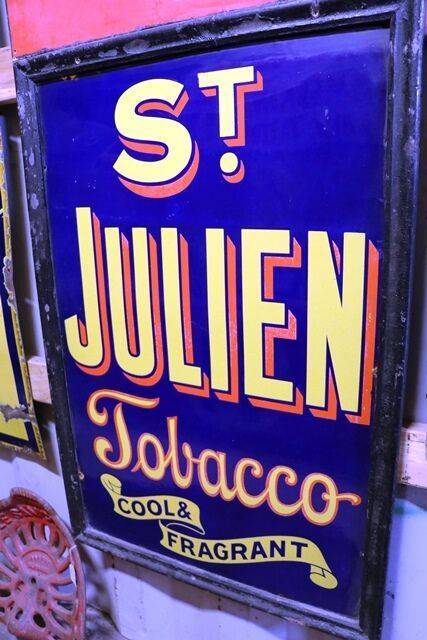 ST.
JULIEN
Tobacco
COOL &
FRAGRANT